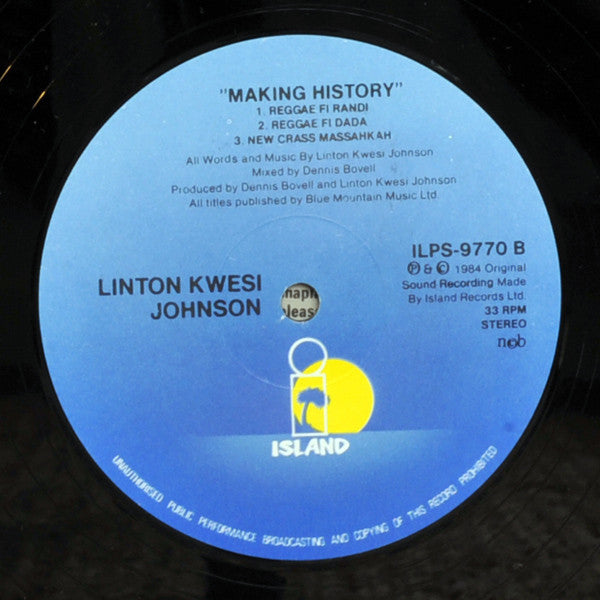 "MAKING HISTORY"
1. REGGAE FI RANDI
2. REGGAE FI DADA
3. NEW CRASS MASSAHKAH
All Words and Music By Linton Kwesi Johnson
Mixed by Dennis Bovell
Produced by Dennis Bovell and Linton Kwesi Johnson
All titles published by Blue Mountain Music Ltd.
LINTON KWESI
JOHNSON
ILPS-9770 B
℗ & © 1984 Original
Sound Recording Made
By Island Records Ltd.
33 RPM
STEREO
ncb
ISLAND
UNAUTHORISED PUBLIC PERFORMANCE BROADCASTING AND COPYING OF THIS RECORD PROHIBITED